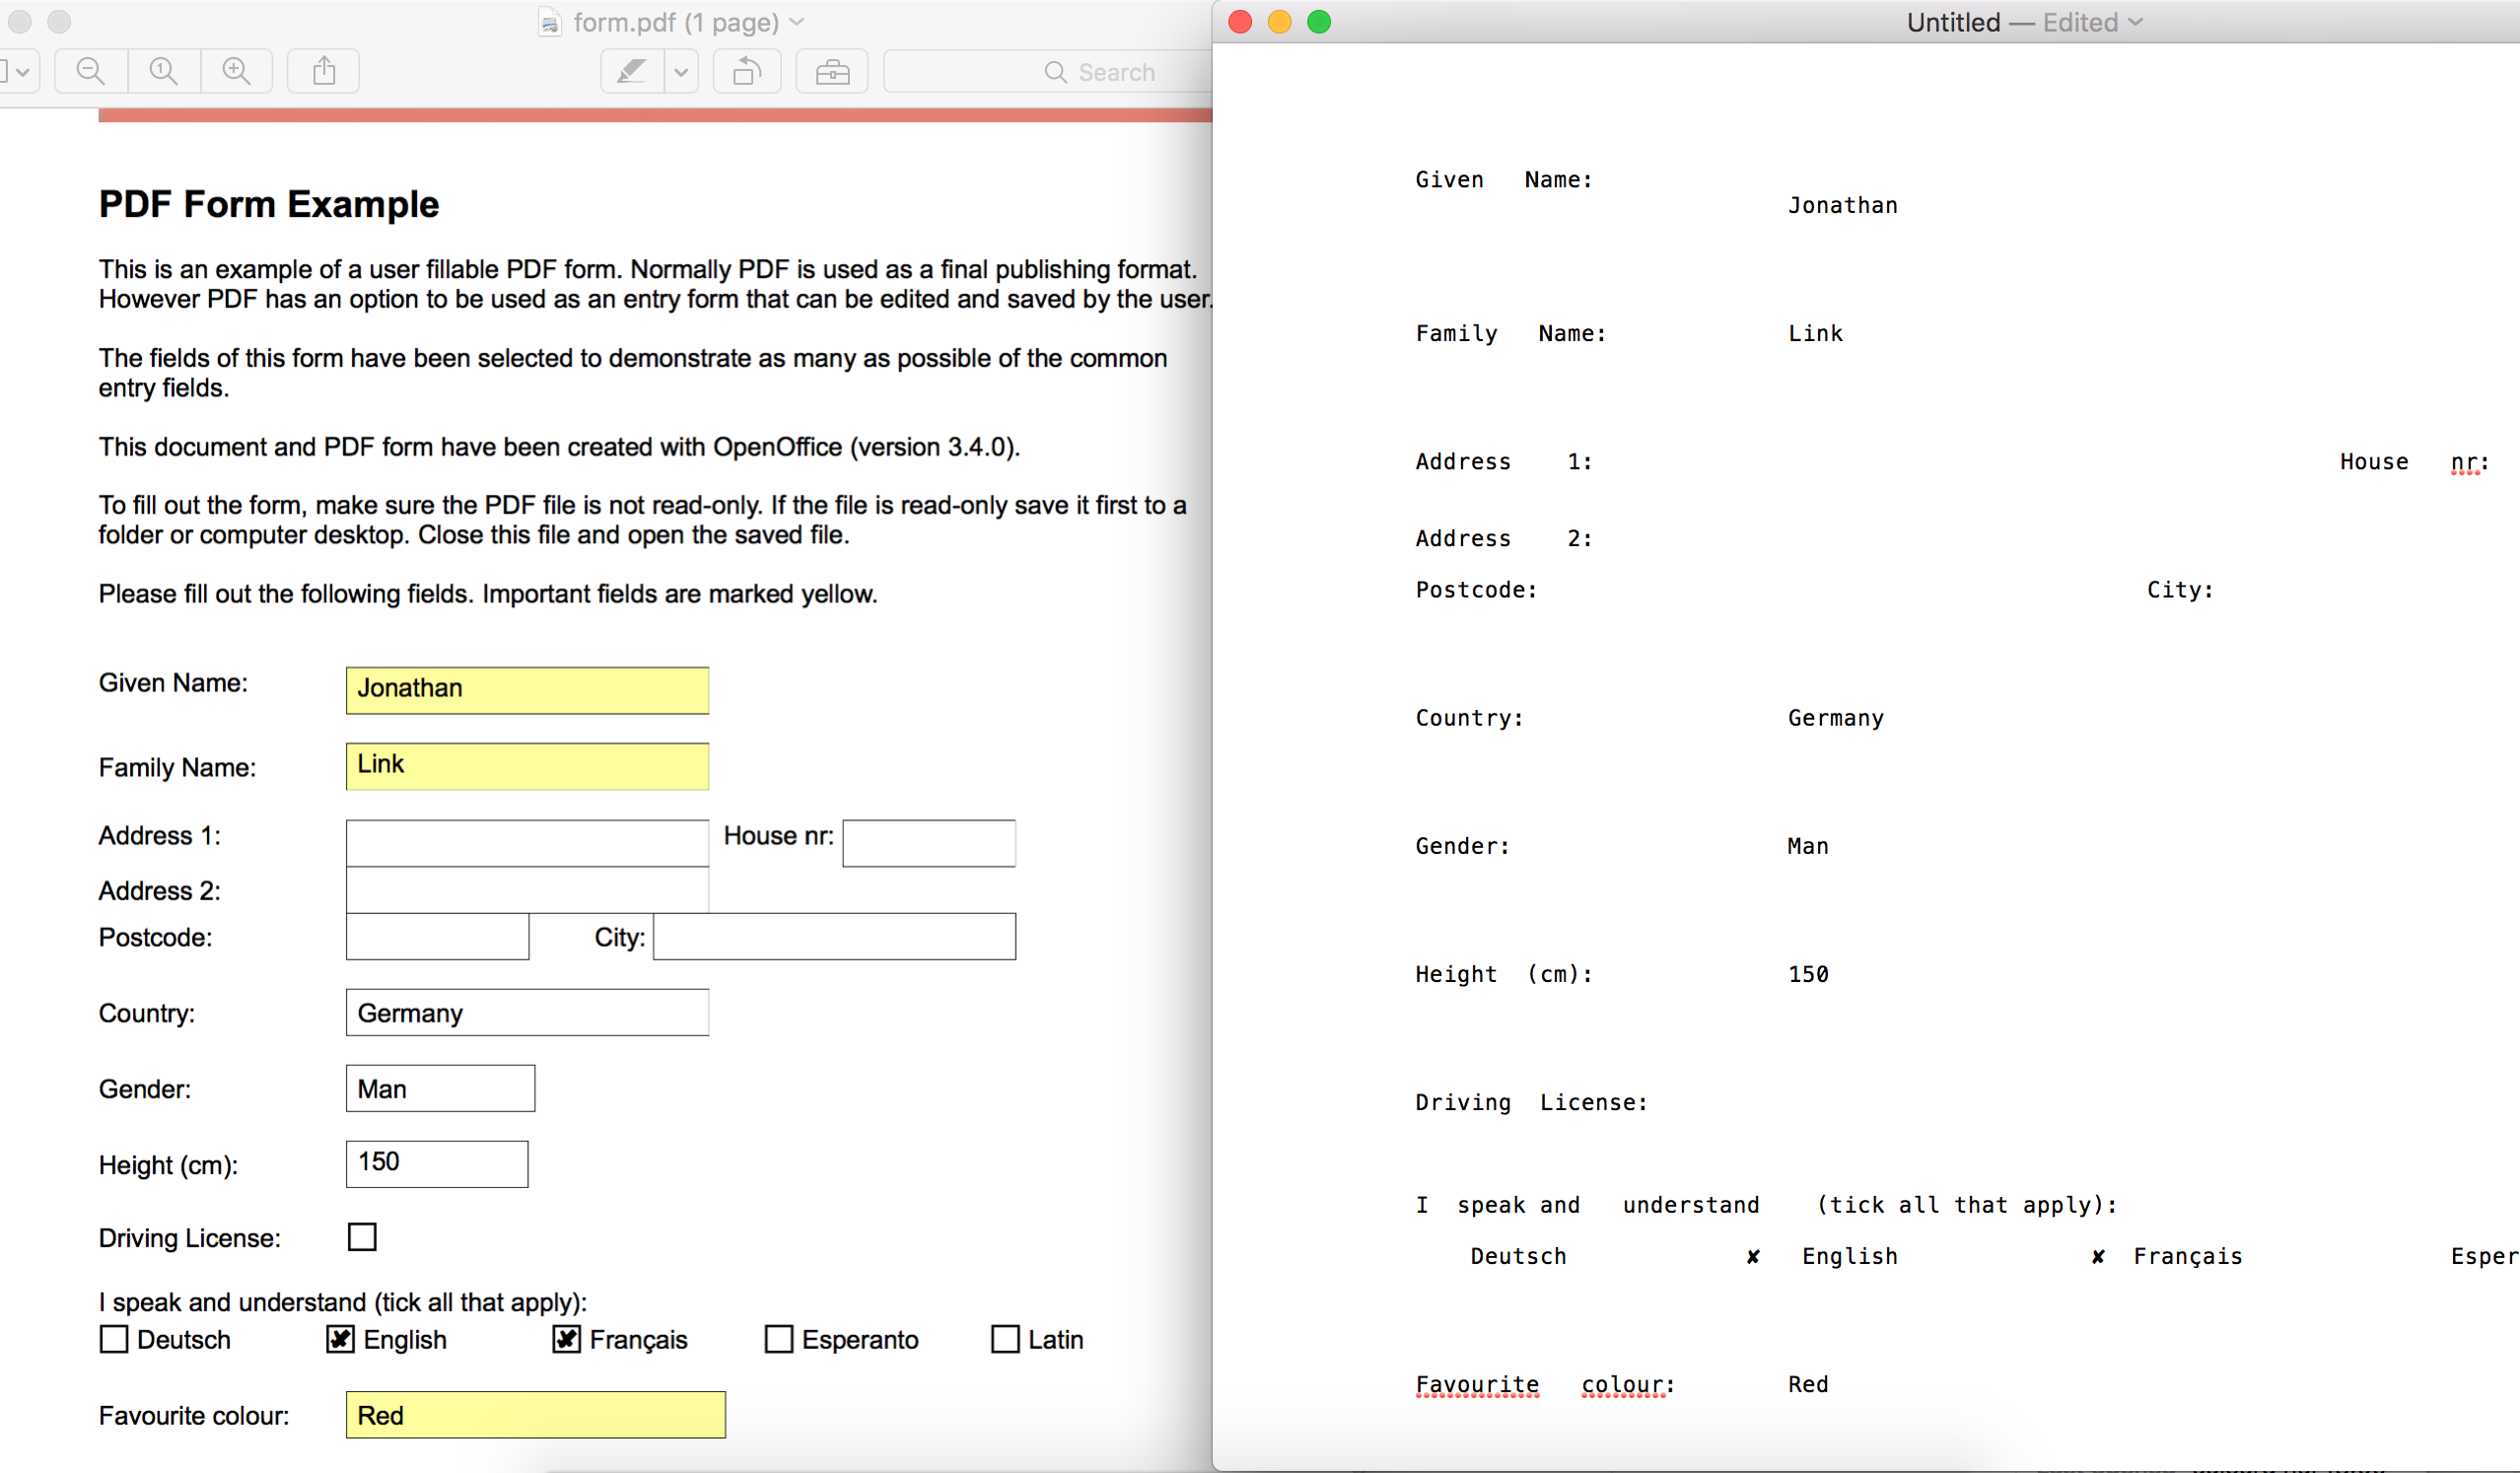 form.pdf (1 page)
Search
PDF Form Example
This is an example of a user fillable PDF form. Normally PDF is used as a final publishing format.
However PDF has an option to be used as an entry form that can be edited and saved by the user.
The fields of this form have been selected to demonstrate as many as possible of the common
entry fields.
This document and PDF form have been created with OpenOffice (version 3.4.0).
To fill out the form, make sure the PDF file is not read-only. If the file is read-only save it first to a
folder or computer desktop. Close this file and open the saved file.
Please fill out the following fields. Important fields are marked yellow.
Given Name: Jonathan
Family Name: Link
Address 1: House nr:
Address 2:
Postcode: City:
Country: Germany
Gender: Man
Height (cm): 150
Driving License:
I speak and understand (tick all that apply):
Deutsch ✘ English ✘ Français Esperanto Latin
Favourite colour: Red
Untitled — Edited
Given Name:
Jonathan
Family Name: Link
Address 1: House nr:
Address 2:
Postcode: City:
Country: Germany
Gender: Man
Height (cm): 150
Driving License:
I speak and understand (tick all that apply):
Deutsch ✘ English ✘ Français Esper
Favourite colour: Red